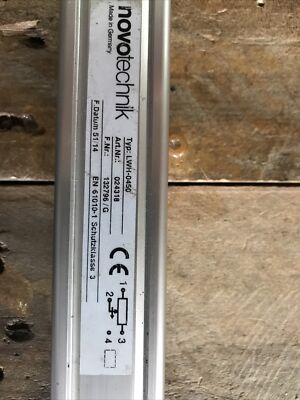 novotechnik
Made in Germany
Typ: LWH-0450
Art.Nr.: 024318
F.Nr.: 132796/G
F.Datum 51/14 EN 61010-1 Schutzklasse 3
CE
1 3
2 4